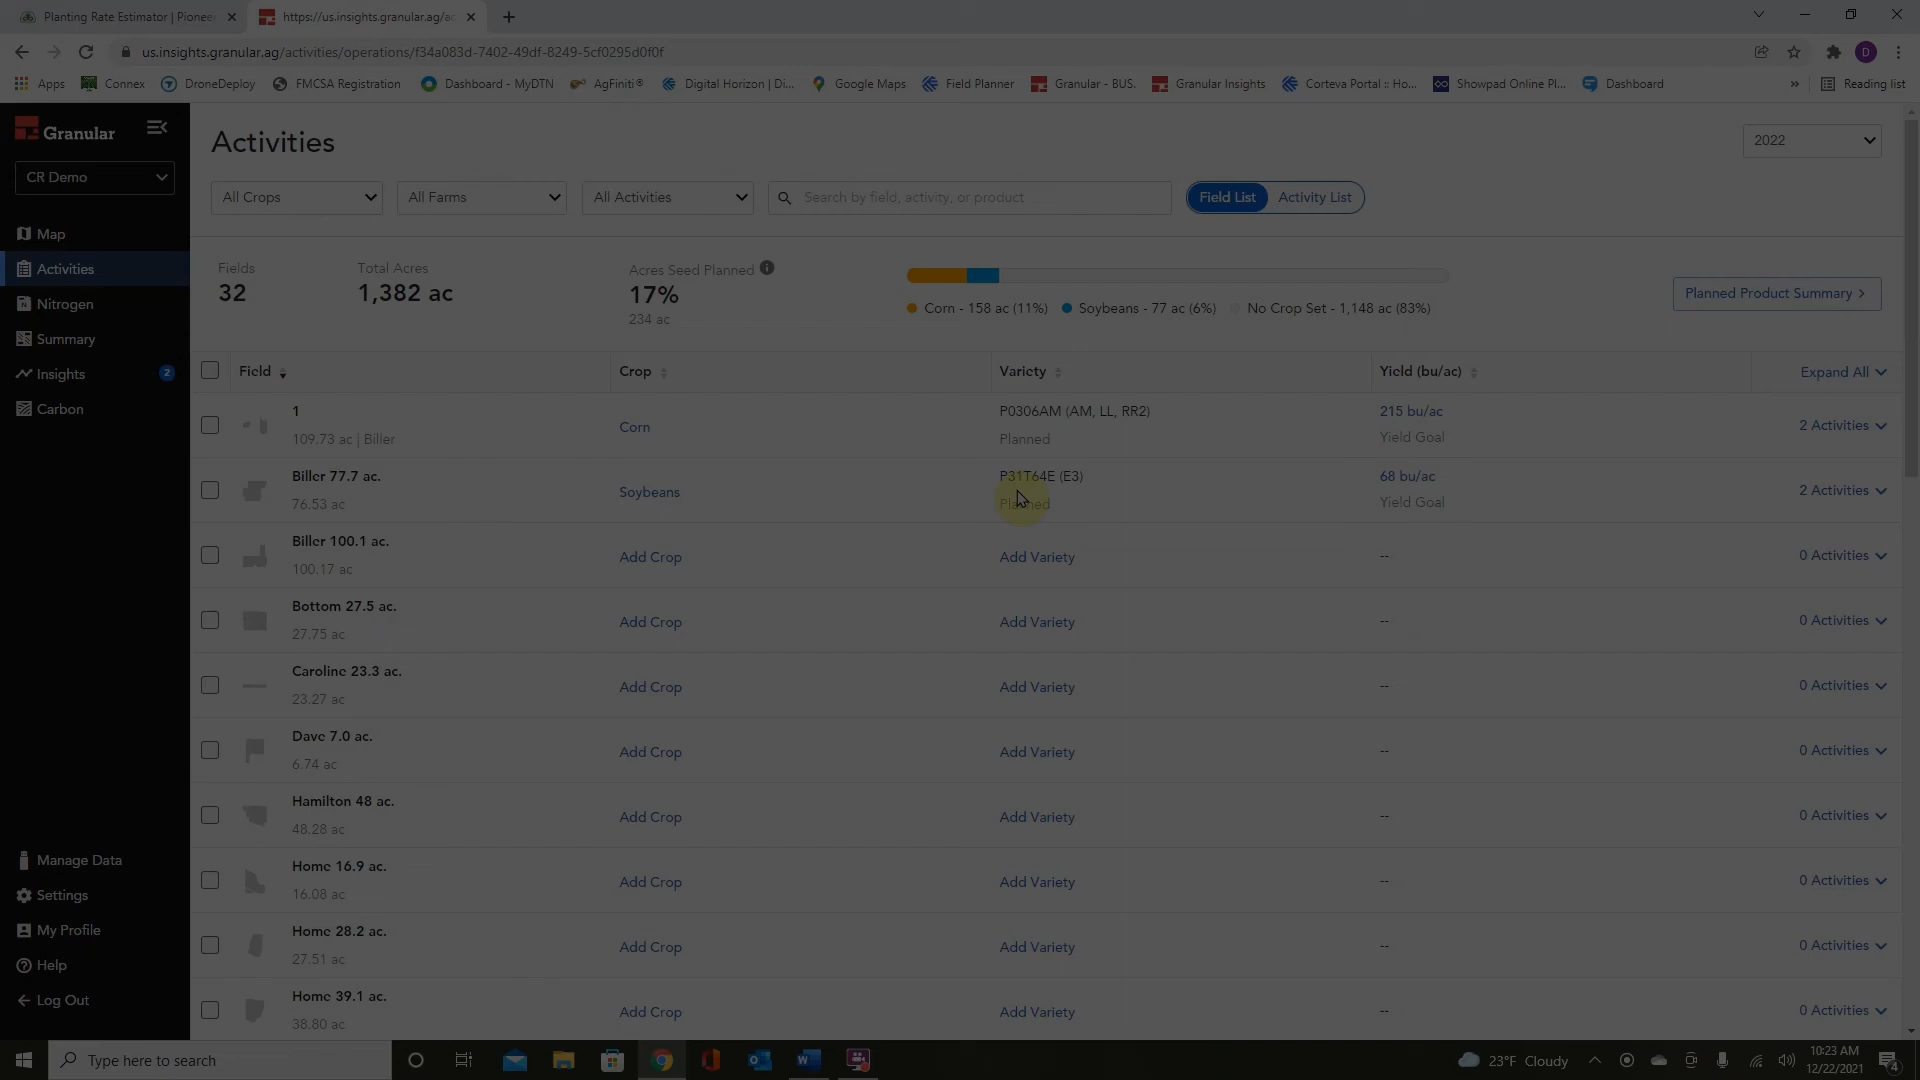 Planting Rate Estimator | Pionee
https://us.insights.granular.ag/ac
us.insights.granular.ag/activities/operations/f34a083d-7402-49df-8249-5cf0295d0f0f
D
Apps
Connex
DroneDeploy
FMCSA Registration
Dashboard - MyDTN
AgFiniti®
Digital Horizon | Di...
Google Maps
Field Planner
Granular - BUS.
Granular Insights
Corteva Portal :: Ho...
Showpad Online Pl...
Dashboard
»
Reading list
Granular
CR Demo
Map
Activities
Nitrogen
Summary
Insights 2
Carbon
Manage Data
Settings
My Profile
Help
Log Out
Activities
2022
All Crops
All Farms
All Activities
Search by field, activity, or product
Field List
Activity List
Fields
32
Total Acres
1,382 ac
Acres Seed Planned
17%
234 ac
Corn - 158 ac (11%)
Soybeans - 77 ac (6%)
No Crop Set - 1,148 ac (83%)
Planned Product Summary >
Field
Crop
Variety
Yield (bu/ac)
Expand All
1
109.73 ac | Biller
Corn
P0306AM (AM, LL, RR2)
Planned
215 bu/ac
Yield Goal
2 Activities
Biller 77.7 ac.
76.53 ac
Soybeans
P31T64E (E3)
Planned
68 bu/ac
Yield Goal
2 Activities
Biller 100.1 ac.
100.17 ac
Add Crop
Add Variety
--
0 Activities
Bottom 27.5 ac.
27.75 ac
Add Crop
Add Variety
--
0 Activities
Caroline 23.3 ac.
23.27 ac
Add Crop
Add Variety
--
0 Activities
Dave 7.0 ac.
6.74 ac
Add Crop
Add Variety
--
0 Activities
Hamilton 48 ac.
48.28 ac
Add Crop
Add Variety
--
0 Activities
Home 16.9 ac.
16.08 ac
Add Crop
Add Variety
--
0 Activities
Home 28.2 ac.
27.51 ac
Add Crop
Add Variety
--
0 Activities
Home 39.1 ac.
38.80 ac
Add Crop
Add Variety
--
0 Activities
Type here to search
23°F Cloudy
10:23 AM
12/22/2021
4